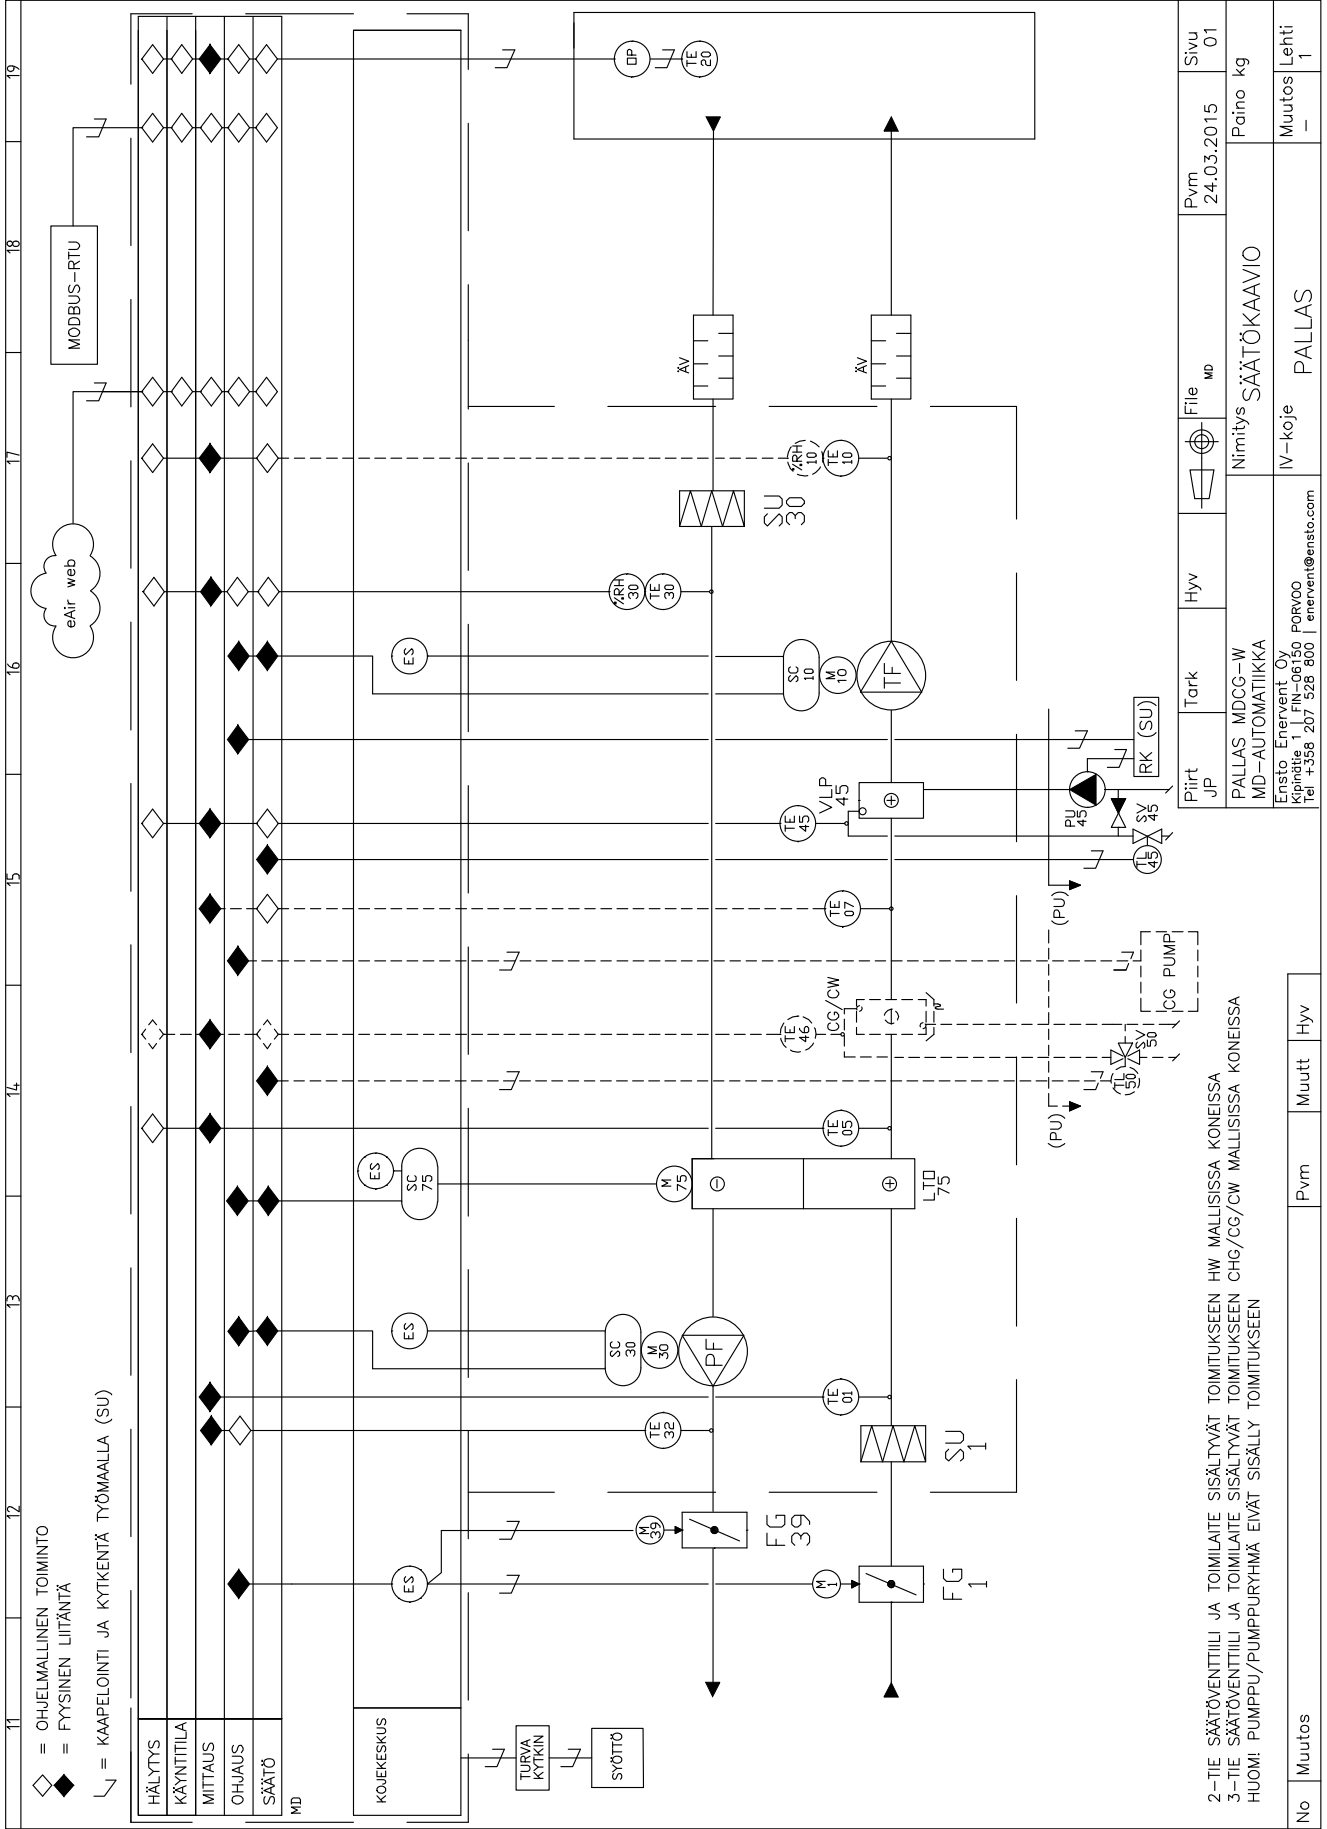 11 12 13 14 15 16 17 18 19
= OHJELMALLINEN TOIMINTO
= FYYSINEN LIITÄNTÄ
= KAAPELOINTI JA KYTKENTÄ TYÖMAALLA (SU)
eAir web
MODBUS-RTU
HÄLYTYS
KÄYNTITILA
MITTAUS
OHJAUS
SÄÄTÖ
MD
KOJEKESKUS
ES
ES
ES
ES
SC
75
TURVA
KYTKIN
SYÖTTÖ
M
39
FG
39
TE
32
SC
30
M
30
PF
M
75
LTO
75
%RH
30
TE
30
SU
30
ÄV
OP
TE
20
M
1
FG
1
SU
1
TE
01
TE
05
TE
46
CG/CW
TE
07
TE
45
VLP
45
SC
10
M
10
TF
%RH
10
TE
10
ÄV
(PU)
TL
50
SV
50
CG PUMP
(PU)
TL
45
SV
45
PU
45
RK (SU)
2-TIE SÄÄTÖVENTTIILI JA TOIMILAITE SISÄLTYVÄT TOIMITUKSEEN HW MALLISISSA KONEISSA
3-TIE SÄÄTÖVENTTIILI JA TOIMILAITE SISÄLTYVÄT TOIMITUKSEEN CHG/CG/CW MALLISISSA KONEISSA
HUOM! PUMPPU/PUMPPURYHMÄ EIVÄT SISÄLLY TOIMITUKSEEN
No Muutos Pvm Muutt Hyv
Piirt
JP
Tark
Hyv
File MD
Pvm
24.03.2015
Sivu
01
PALLAS MDCG-W
MD-AUTOMATIIKKA
Nimitys SÄÄTÖKAAVIO
Paino kg
Ensto Enervent Oy
Kipinätie 1 | FIN-06150 PORVOO
Tel +358 207 528 800 | enervent@ensto.com
IV-koje PALLAS
Muutos
-
Lehti
1